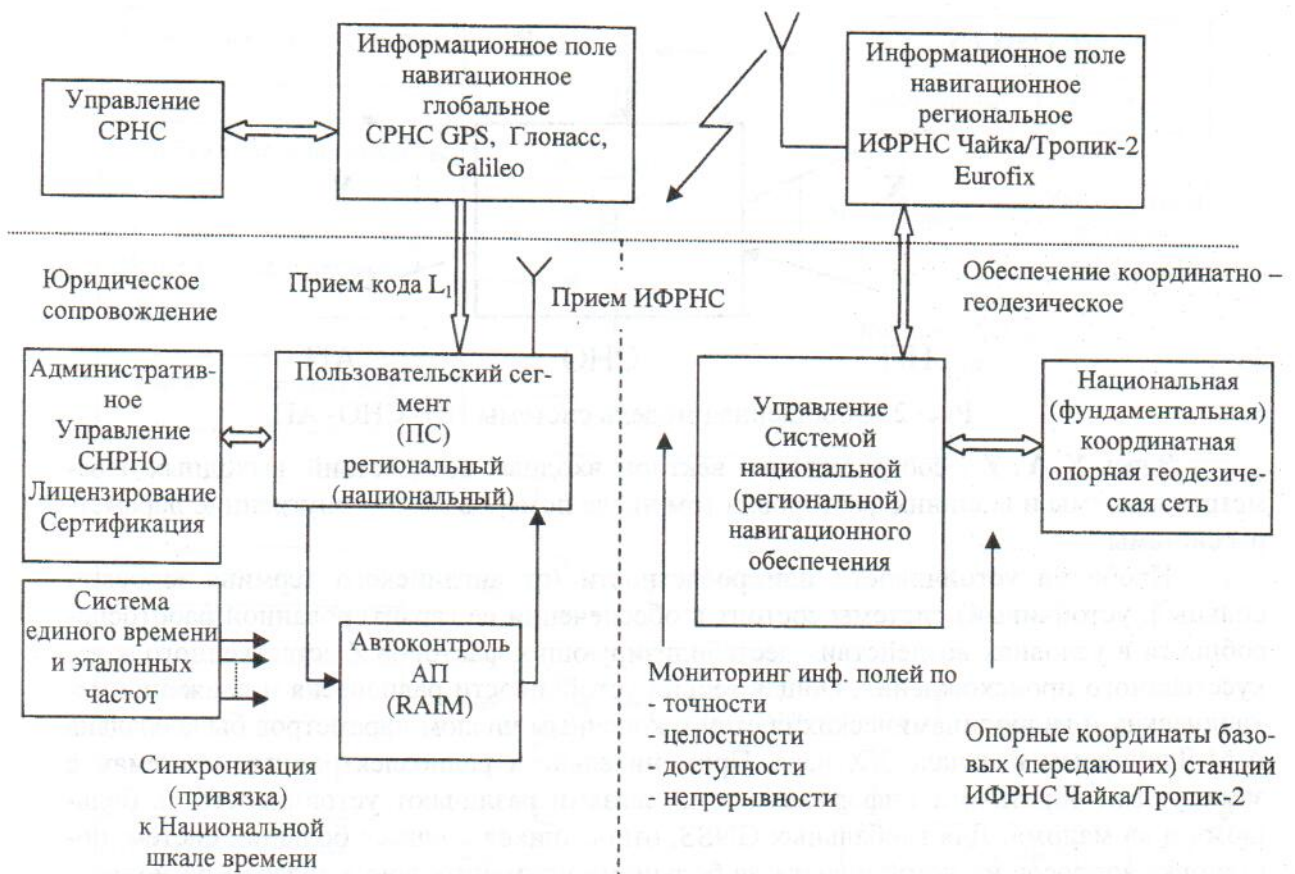 Управление
СРНС
Информационное поле
навигационное
глобальное
СРНС GPS, Глонасс,
Galileo
Информационное поле
навигационное
региональное
ИФРНС Чайка/Тропик-2
Eurofix
Юридическое
сопровождение
Прием кода L₁
Прием ИФРНС
Обеспечение координатно –
геодезическое
Административ-
ное
Управление
СНРНО
Лицензирование
Сертификация
Пользовательский сег-
мент
(ПС)
региональный
(национальный)
Управление
Системой
национальной
(региональной)
навигационного
обеспечения
Национальная
(фундаментальная)
координатная
опорная геодезиче-
ская сеть
Система
единого времени
и эталонных
частот
Автоконтроль
АП
(RAIM)
Мониторинг инф. полей по
- точности
- целостности
- доступности
- непрерывности
Опорные координаты базо-
вых (передающих) станций
ИФРНС Чайка/Тропик-2
Синхронизация
(привязка)
к Национальной
шкале времени